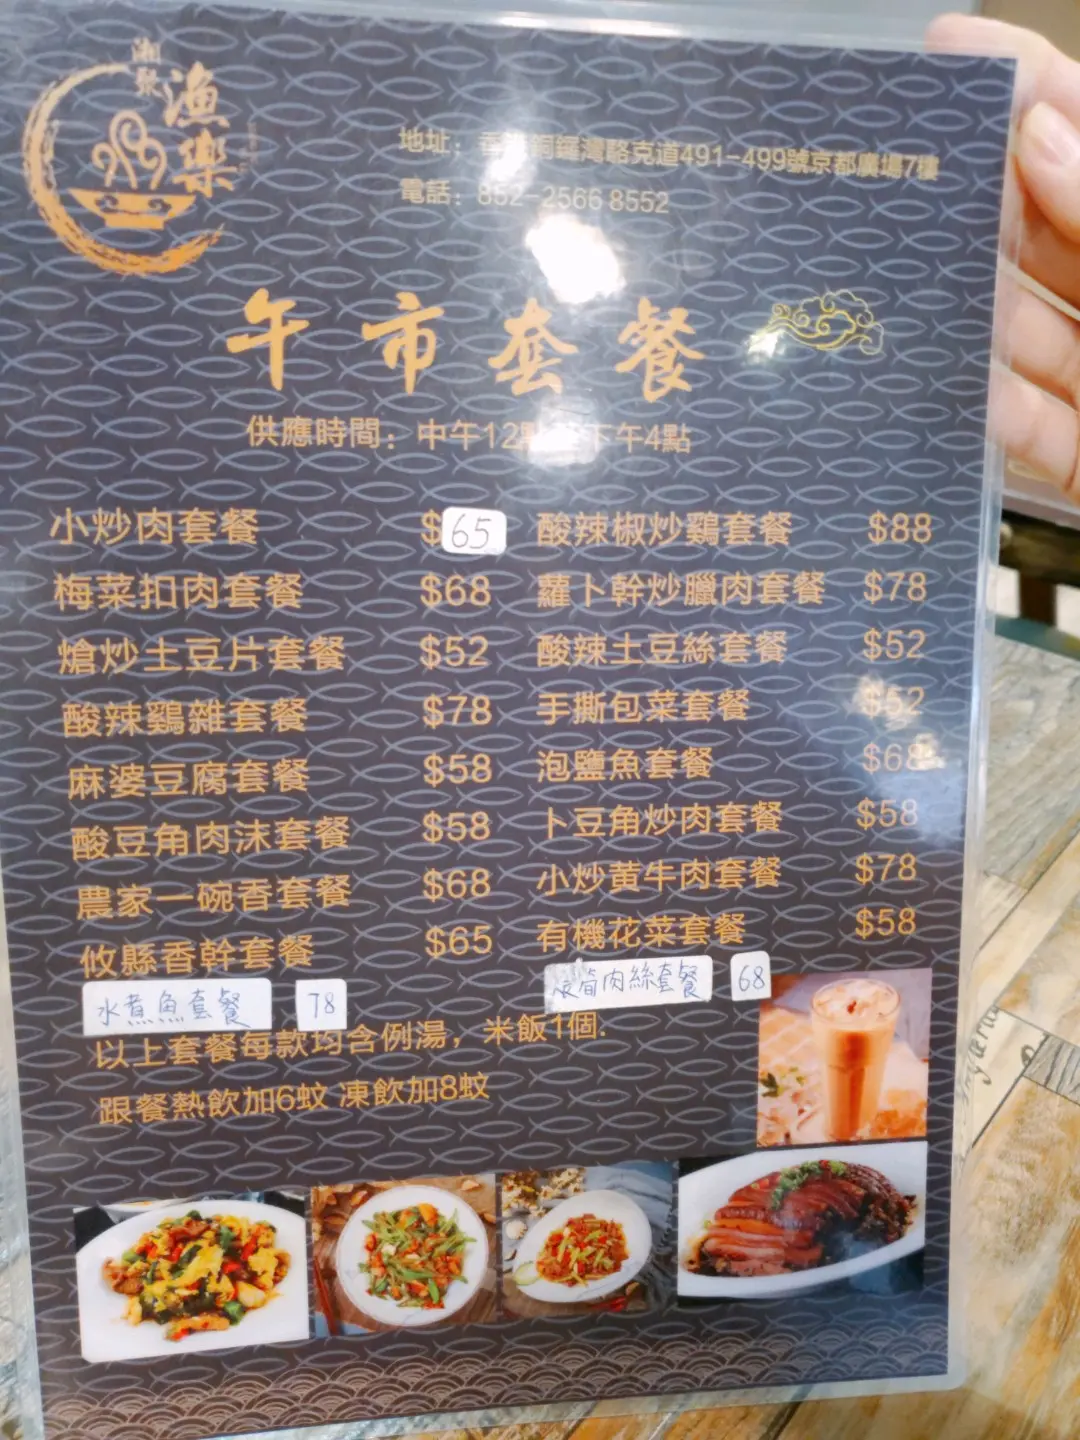 湘聚
漁樂
地址：香港銅鑼灣駱克道491-499號京都廣場7樓
電話：852-2566 8552
午市套餐
供應時間：中午12點 下午4點
小炒肉套餐 $65
梅菜扣肉套餐 $68
熗炒土豆片套餐 $52
酸辣鷄雜套餐 $78
麻婆豆腐套餐 $58
酸豆角肉沫套餐 $58
農家一碗香套餐 $68
攸縣香幹套餐 $65
水煮魚套餐 78
酸辣椒炒鷄套餐 $88
蘿卜幹炒臘肉套餐 $78
酸辣土豆絲套餐 $52
手撕包菜套餐 $52
泡鹽魚套餐 $68
卜豆角炒肉套餐 $58
小炒黃牛肉套餐 $78
有機花菜套餐 $58
筍肉絲套餐 68
以上套餐每款均含例湯，米飯1個.
跟餐熱飲加6蚊 凍飲加8蚊